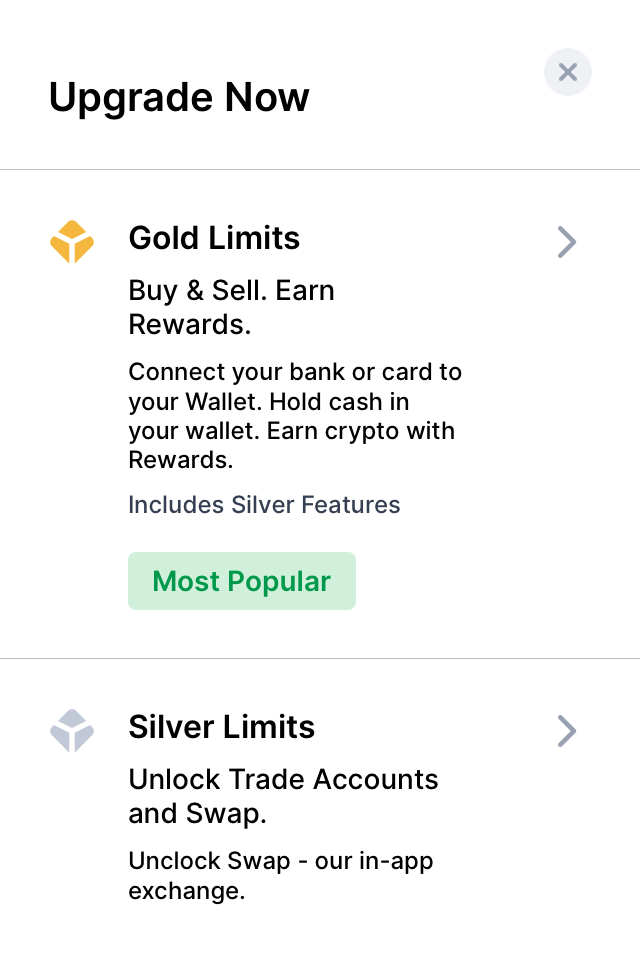 Upgrade Now
Gold Limits
Buy & Sell. Earn
Rewards.
Connect your bank or card to
your Wallet. Hold cash in
your wallet. Earn crypto with
Rewards.
Includes Silver Features
Most Popular
Silver Limits
Unlock Trade Accounts
and Swap.
Unclock Swap - our in-app
exchange.